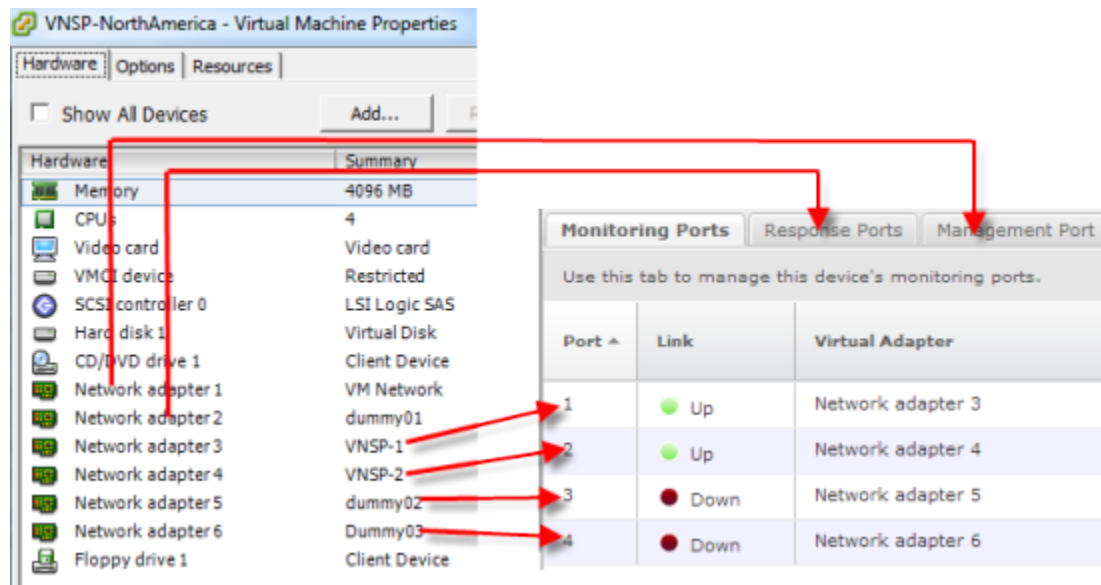 VNSP-NorthAmerica - Virtual Machine Properties
Hardware Options Resources
Show All Devices Add...
Hardware Summary
Memory 4096 MB
CPUs 4
Video card Video card
VMCI device Restricted
SCSI controller 0 LSI Logic SAS
Hard disk 1 Virtual Disk
CD/DVD drive 1 Client Device
Network adapter 1 VM Network
Network adapter 2 dummy01
Network adapter 3 VNSP-1
Network adapter 4 VNSP-2
Network adapter 5 dummy02
Network adapter 6 Dummy03
Floppy drive 1 Client Device
Monitoring Ports Response Ports Management Port
Use this tab to manage this device's monitoring ports.
Port Link Virtual Adapter
1 Up Network adapter 3
2 Up Network adapter 4
3 Down Network adapter 5
4 Down Network adapter 6